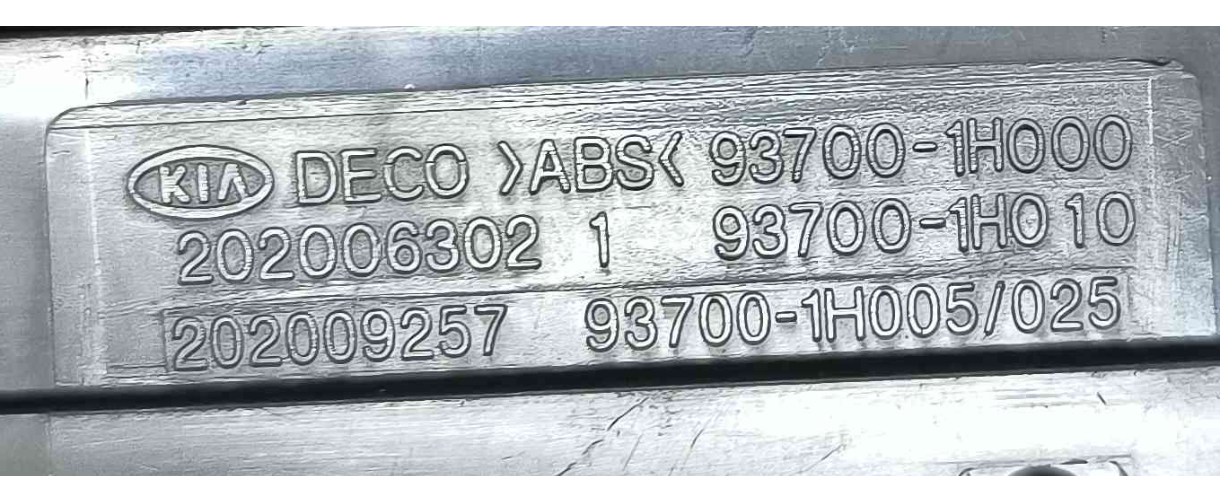 KIA DECO >ABS< 93700-1H000
202006302 1 93700-1H010
202009257 93700-1H005/025